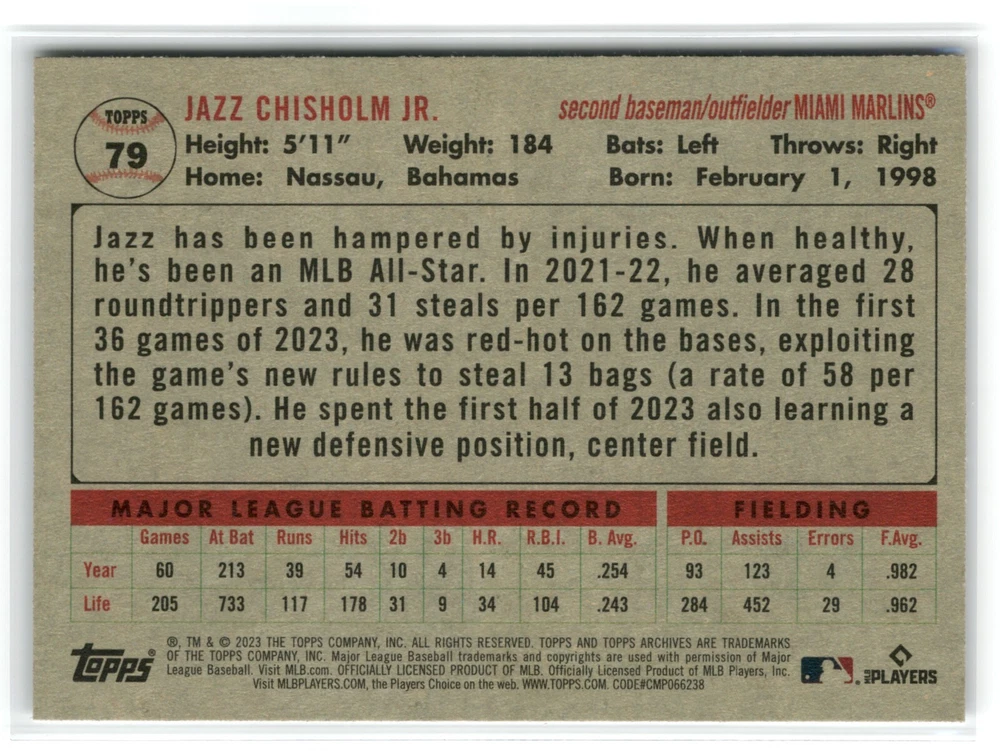 TOPPS
79
JAZZ CHISHOLM JR. second baseman/outfielder MIAMI MARLINS®
Height: 5'11" Weight: 184 Bats: Left Throws: Right
Home: Nassau, Bahamas Born: February 1, 1998
Jazz has been hampered by injuries. When healthy,
he's been an MLB All-Star. In 2021-22, he averaged 28
roundtrippers and 31 steals per 162 games. In the first
36 games of 2023, he was red-hot on the bases, exploiting
the game's new rules to steal 13 bags (a rate of 58 per
162 games). He spent the first half of 2023 also learning a
new defensive position, center field.
MAJOR LEAGUE BATTING RECORD FIELDING
Games At Bat Runs Hits 2b 3b H.R. R.B.I. B. Avg. P.O. Assists Errors F.Avg.
Year 60 213 39 54 10 4 14 45 .254 93 123 4 .982
Life 205 733 117 178 31 9 34 104 .243 284 452 29 .962
®, TM & © 2023 THE TOPPS COMPANY, INC. ALL RIGHTS RESERVED. TOPPS AND TOPPS ARCHIVES ARE TRADEMARKS
OF THE TOPPS COMPANY, INC. Major League Baseball trademarks and copyrights are used with permission of Major
League Baseball. Visit MLB.com. OFFICIALLY LICENSED PRODUCT OF MLB. Officially Licensed Product of MLB Players, Inc.
Visit MLBPLAYERS.COM, the Players Choice on the web. WWW.TOPPS.COM. CODE#CMP066238
TOPPS®
MLB PLAYERS